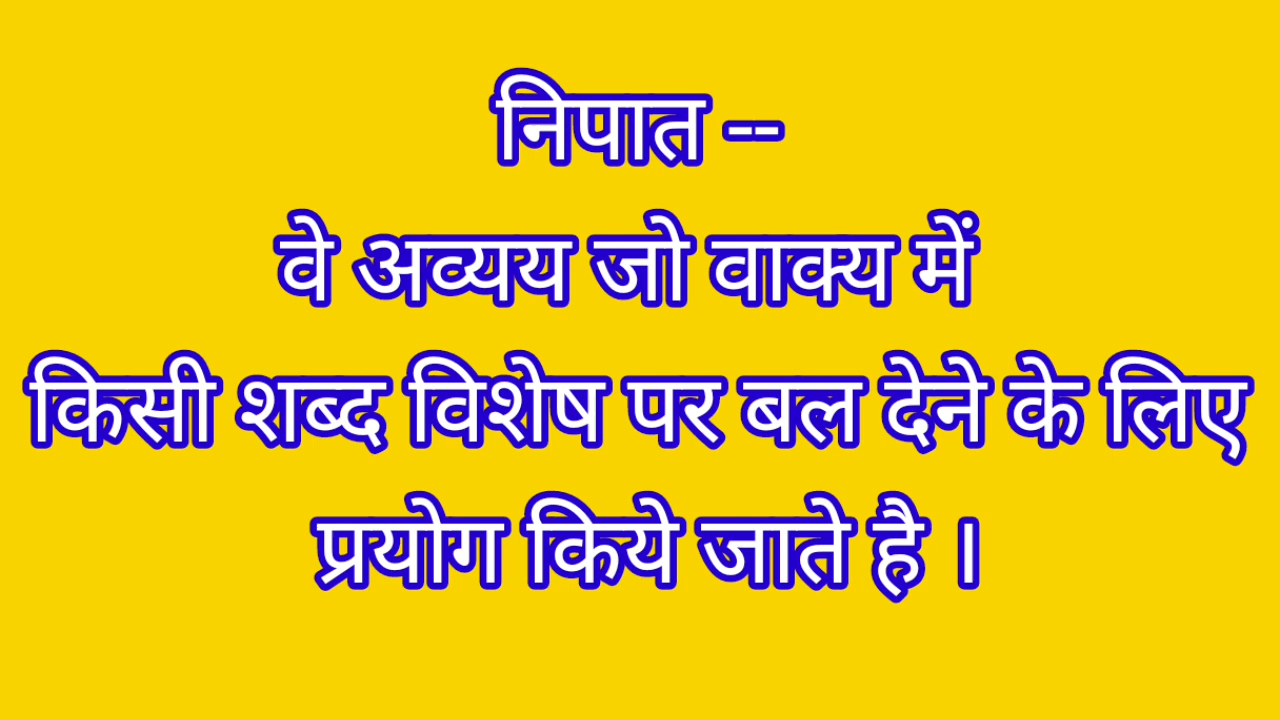 निपात --
वे अव्यय जो वाक्य में
किसी शब्द विशेष पर बल देने के लिए
प्रयोग किये जाते है ।